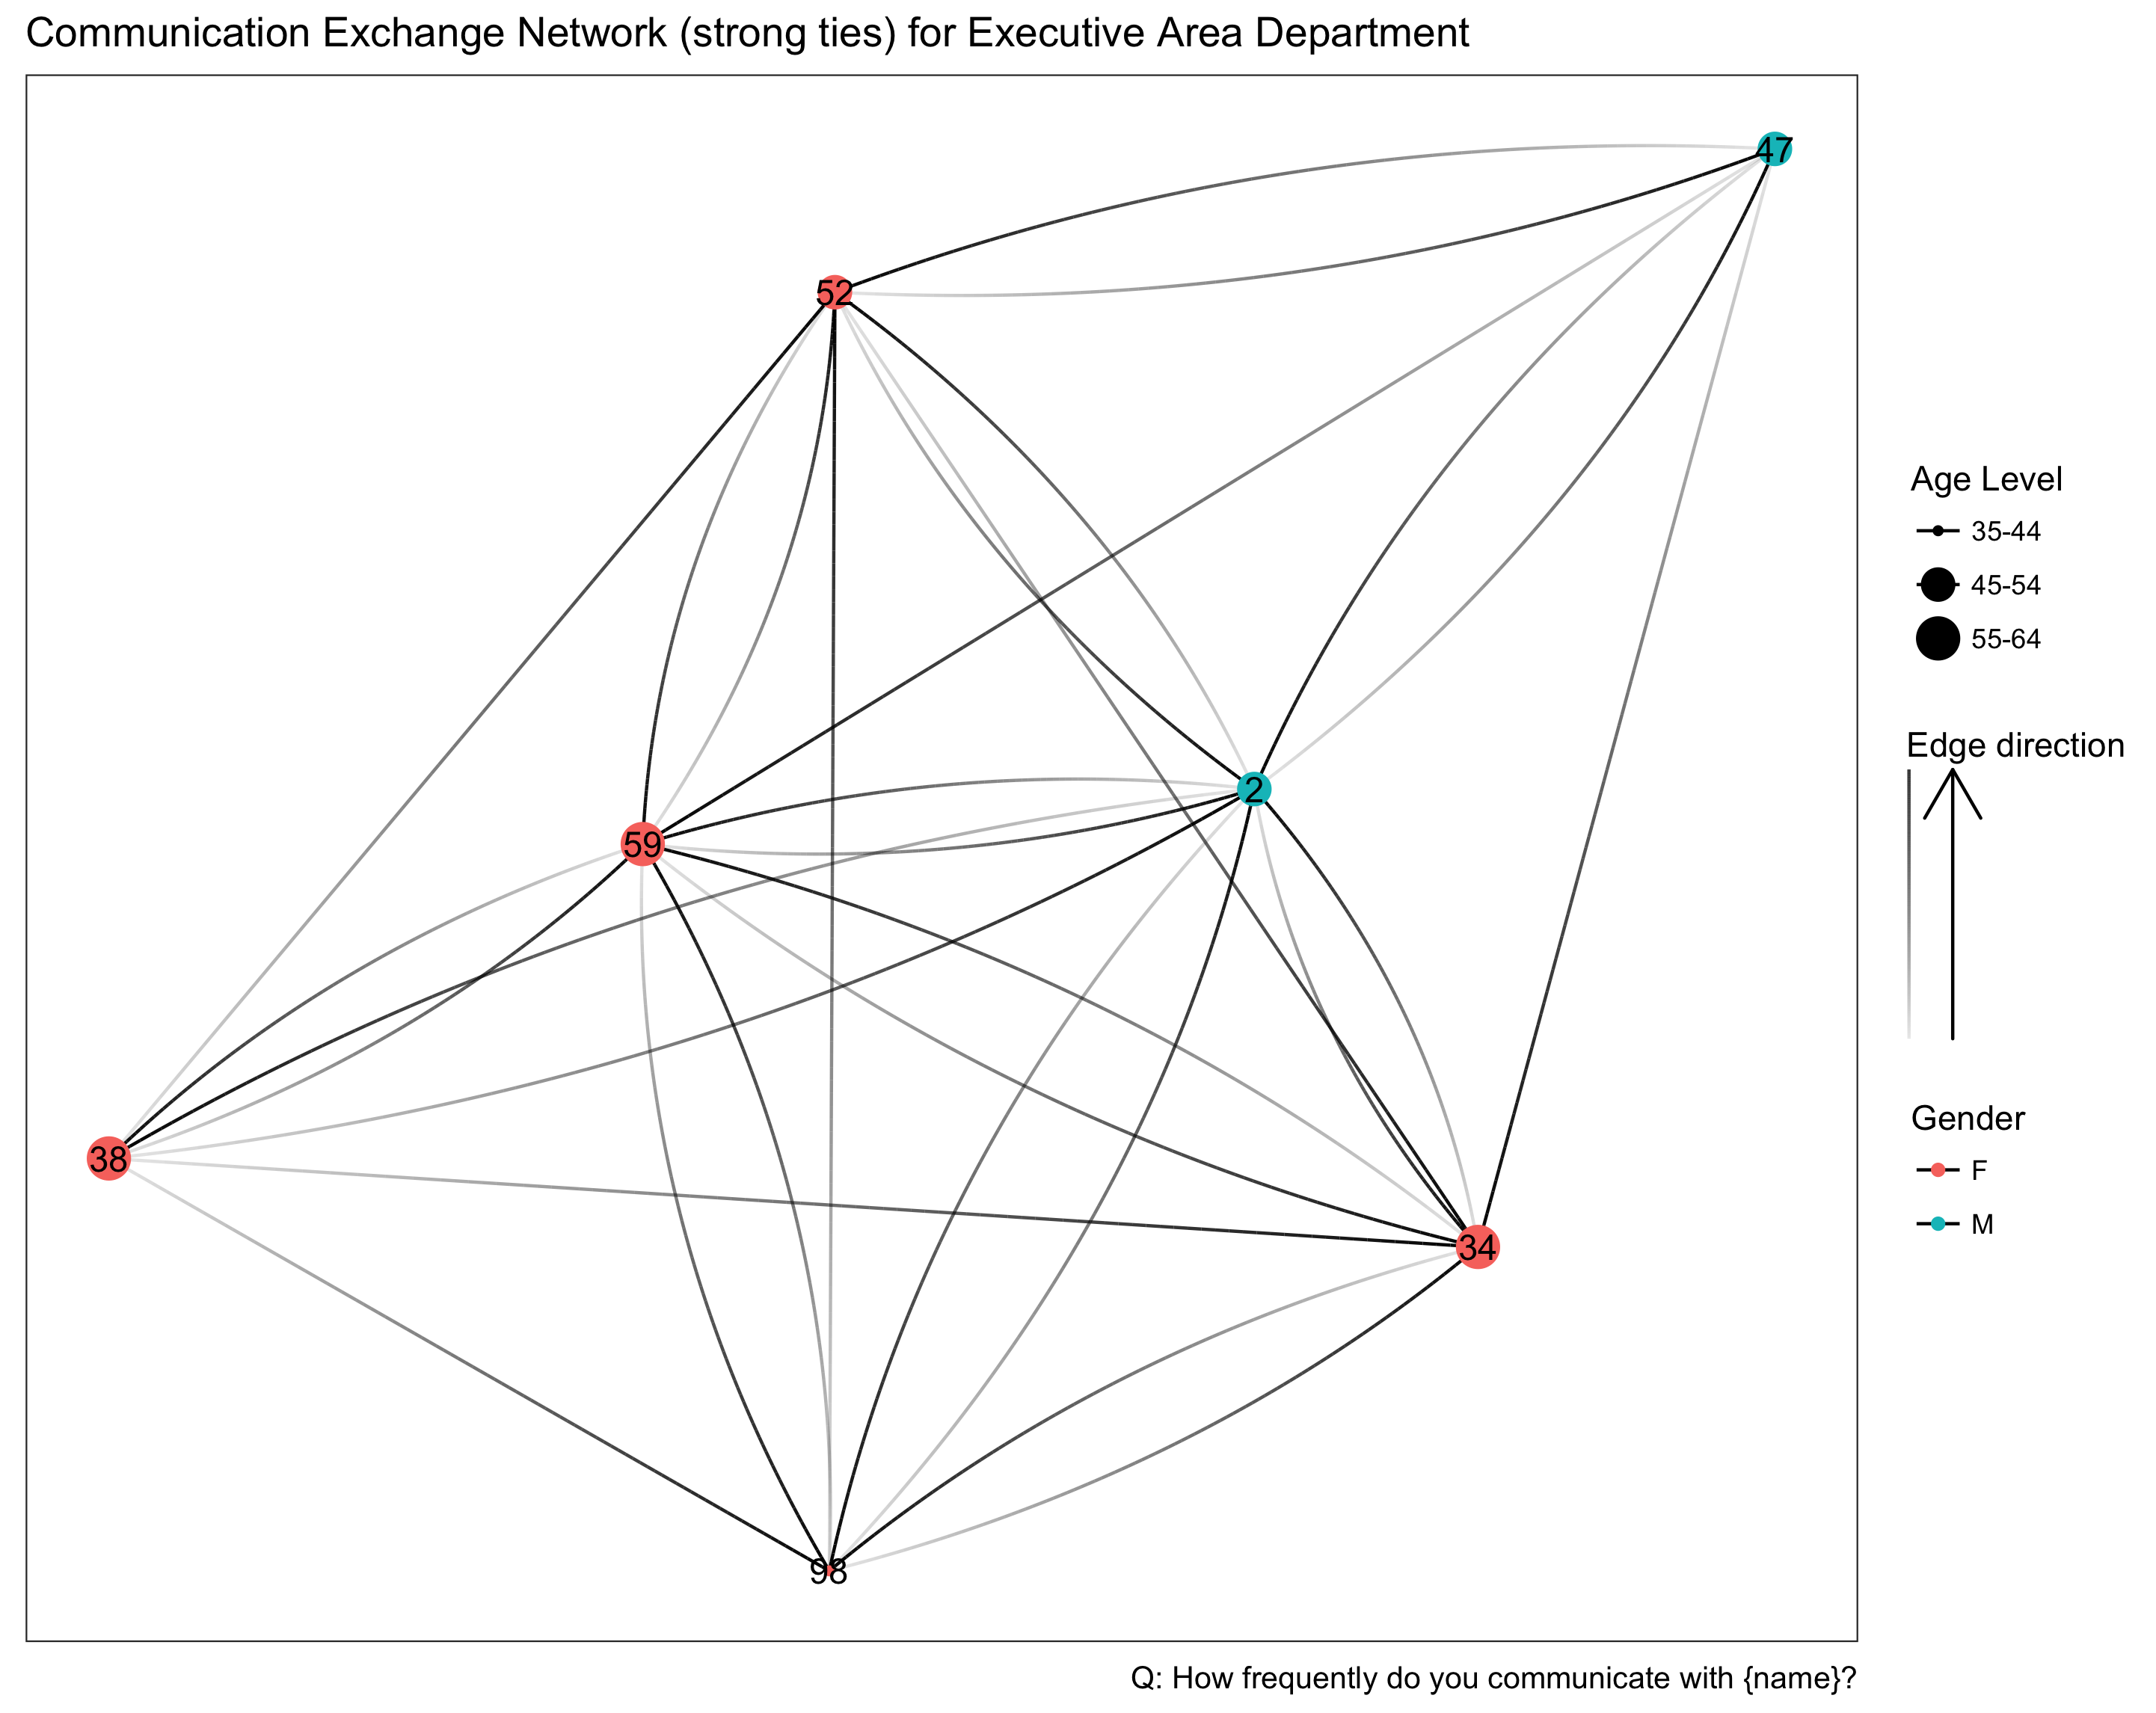 Communication Exchange Network (strong ties) for Executive Area Department
47
52
2
59
38
34
98
Age Level
35-44
45-54
55-64
Edge direction
Gender
F
M
Q: How frequently do you communicate with {name}?